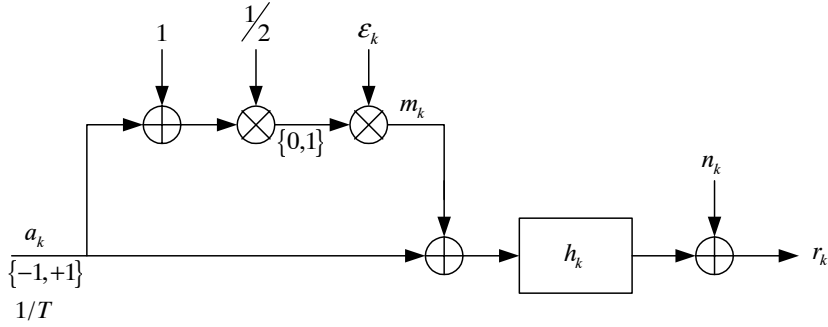 1
1/2
ε_k
m_k
{0,1}
n_k
a_k
h_k
r_k
{−1,+1}
1/T